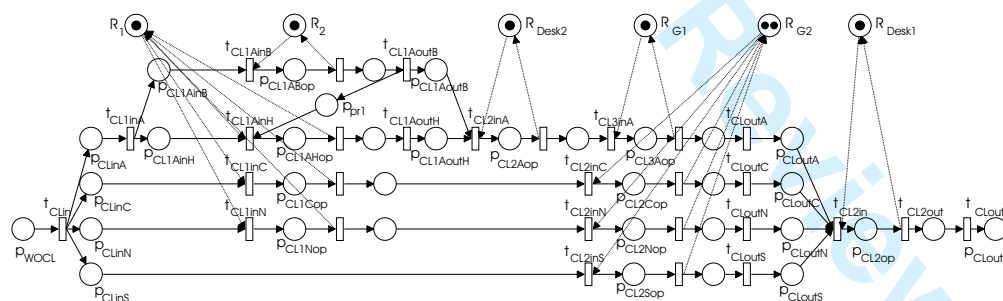 R1 R2 RDesk2 RG1 RG2 RDesk1
tCL1AinB tCL1AoutB
pCL1AinB pCL1ABop pCL1AoutB
ppr1
tCL1inA tCL1AinH tCL1AoutH tCL2inA tCL3inA tCLoutA
pCLinA pCL1AinH pCL1AHop pCL1AoutH pCL2Aop pCL3Aop pCLoutA
tCL1inC tCL2inC tCLoutC
pCLinC pCL1Cop pCL2Cop pCLoutC
tCLin tCL1inN tCL2inN tCLoutN tCL2in tCL2out tCLout
pWOCL pCLinN pCL1Nop pCL2Nop pCLoutN pCL2op pCLout
tCL2inS tCLoutS
pCLinS pCL2Sop pCLoutS
Review